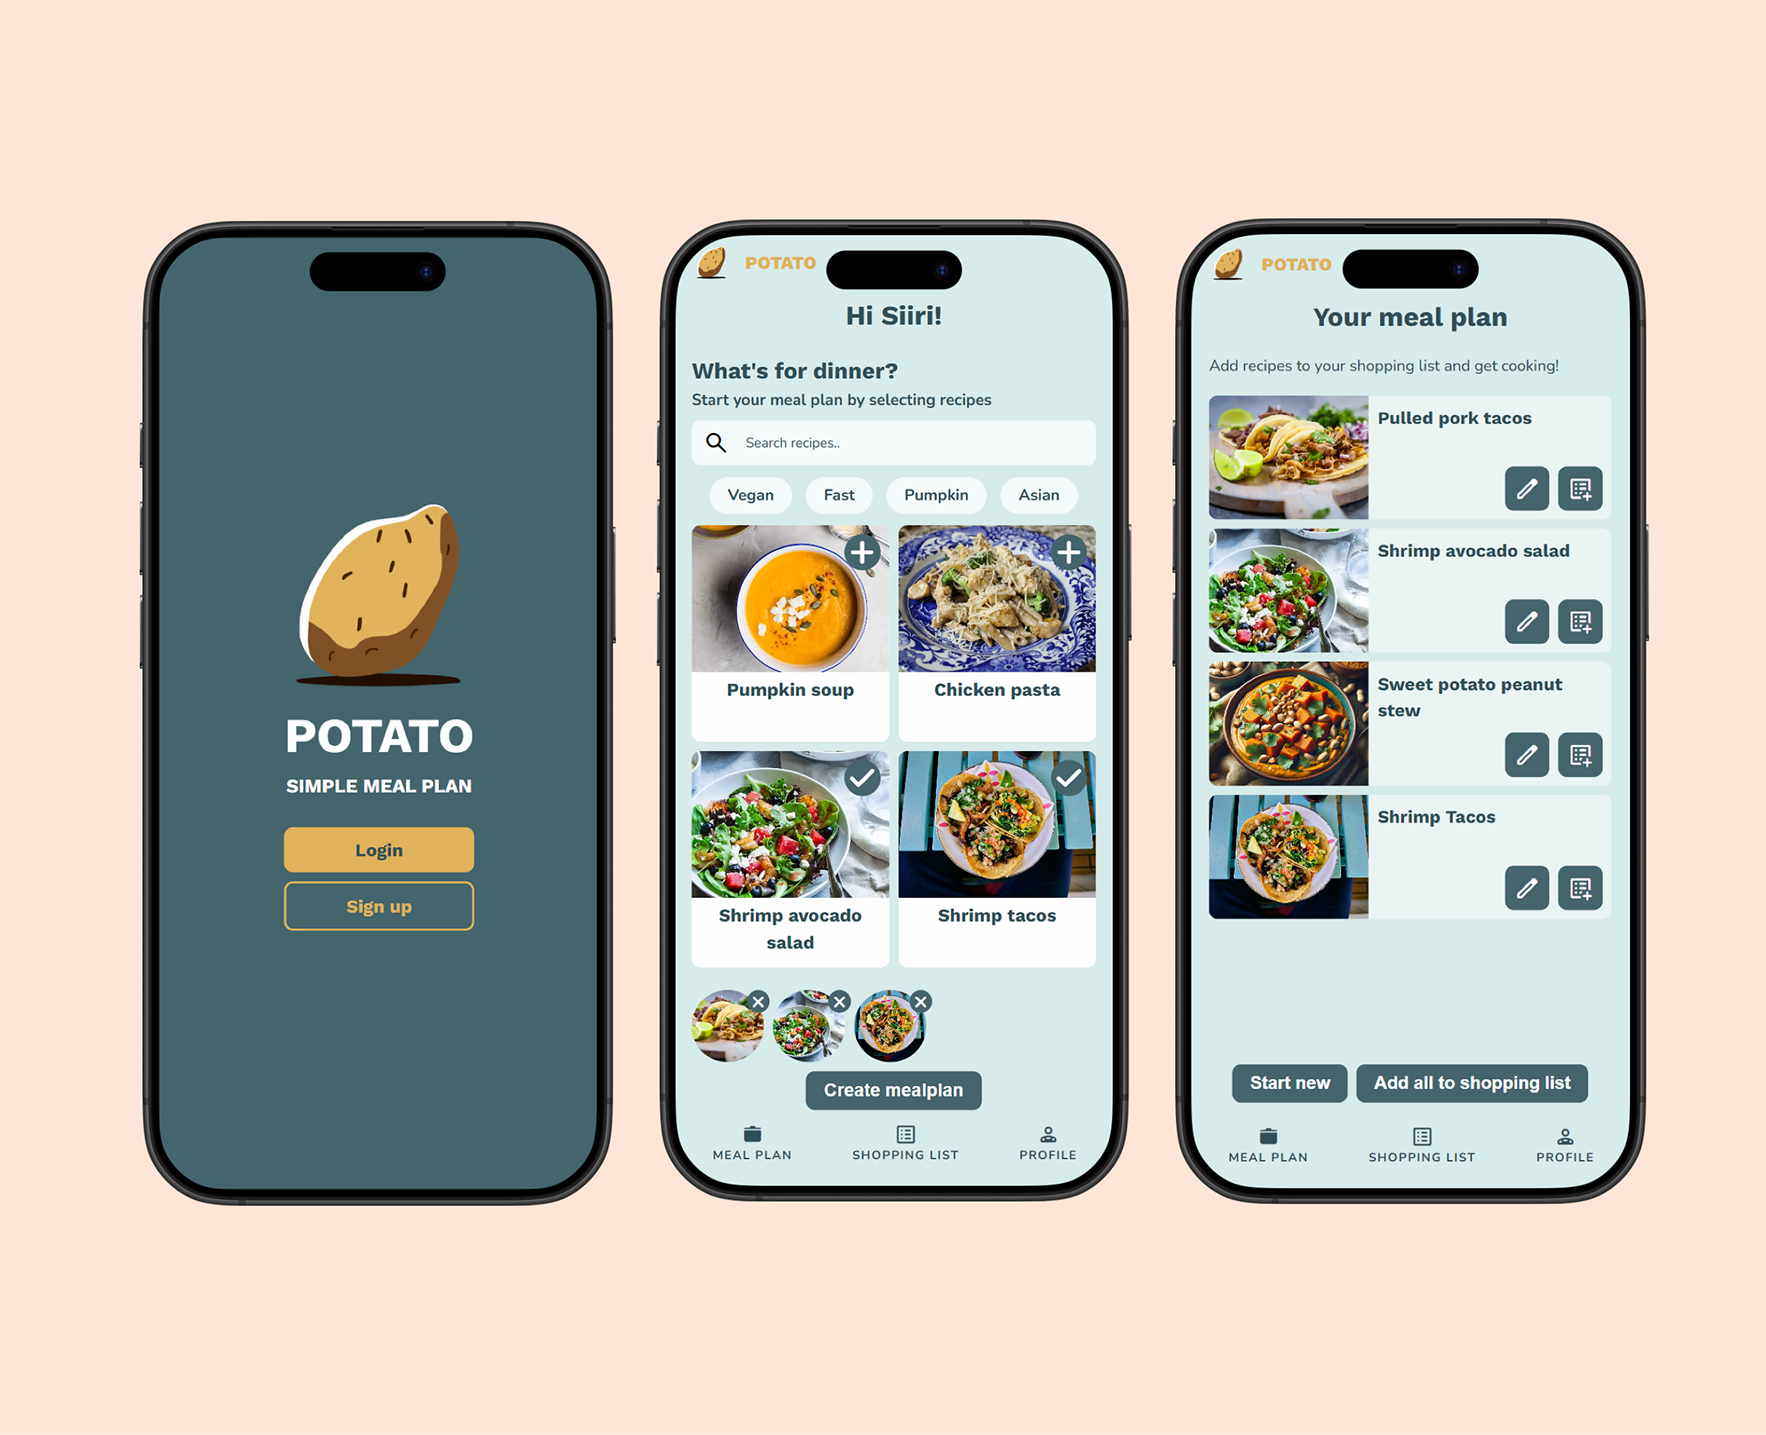 POTATO
SIMPLE MEAL PLAN
Login
Sign up
POTATO
Hi Siiri!
What's for dinner?
Start your meal plan by selecting recipes
Search recipes..
Vegan Fast Pumpkin Asian
Pumpkin soup Chicken pasta
Shrimp avocado
salad
Shrimp tacos
Create mealplan
MEAL PLAN SHOPPING LIST PROFILE
POTATO
Your meal plan
Add recipes to your shopping list and get cooking!
Pulled pork tacos
Shrimp avocado salad
Sweet potato peanut
stew
Shrimp Tacos
Start new Add all to shopping list
MEAL PLAN SHOPPING LIST PROFILE